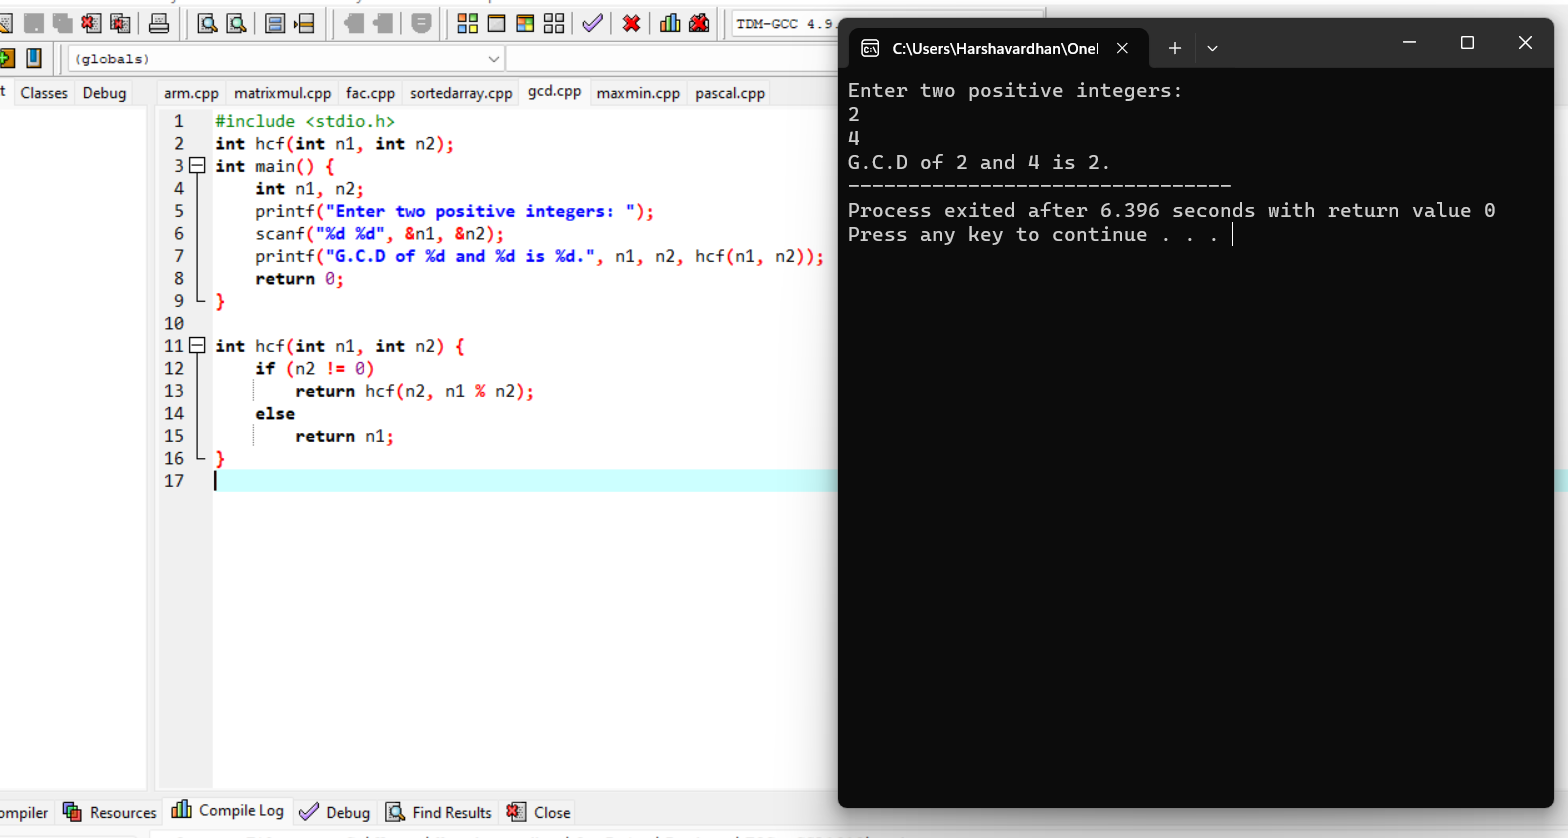 TDM-GCC 4.9.
(globals)
Classes Debug
arm.cpp matrixmul.cpp fac.cpp sortedarray.cpp gcd.cpp maxmin.cpp pascal.cpp
1 #include <stdio.h>
2 int hcf(int n1, int n2);
3 int main() {
4 int n1, n2;
5 printf("Enter two positive integers: ");
6 scanf("%d %d", &n1, &n2);
7 printf("G.C.D of %d and %d is %d.", n1, n2, hcf(n1, n2));
8 return 0;
9 }
10
11 int hcf(int n1, int n2) {
12 if (n2 != 0)
13 return hcf(n2, n1 % n2);
14 else
15 return n1;
16 }
17
C:\Users\Harshavardhan\One
Enter two positive integers:
2
4
G.C.D of 2 and 4 is 2.
--------------------------------
Process exited after 6.396 seconds with return value 0
Press any key to continue . . .
ompiler Resources Compile Log Debug Find Results Close